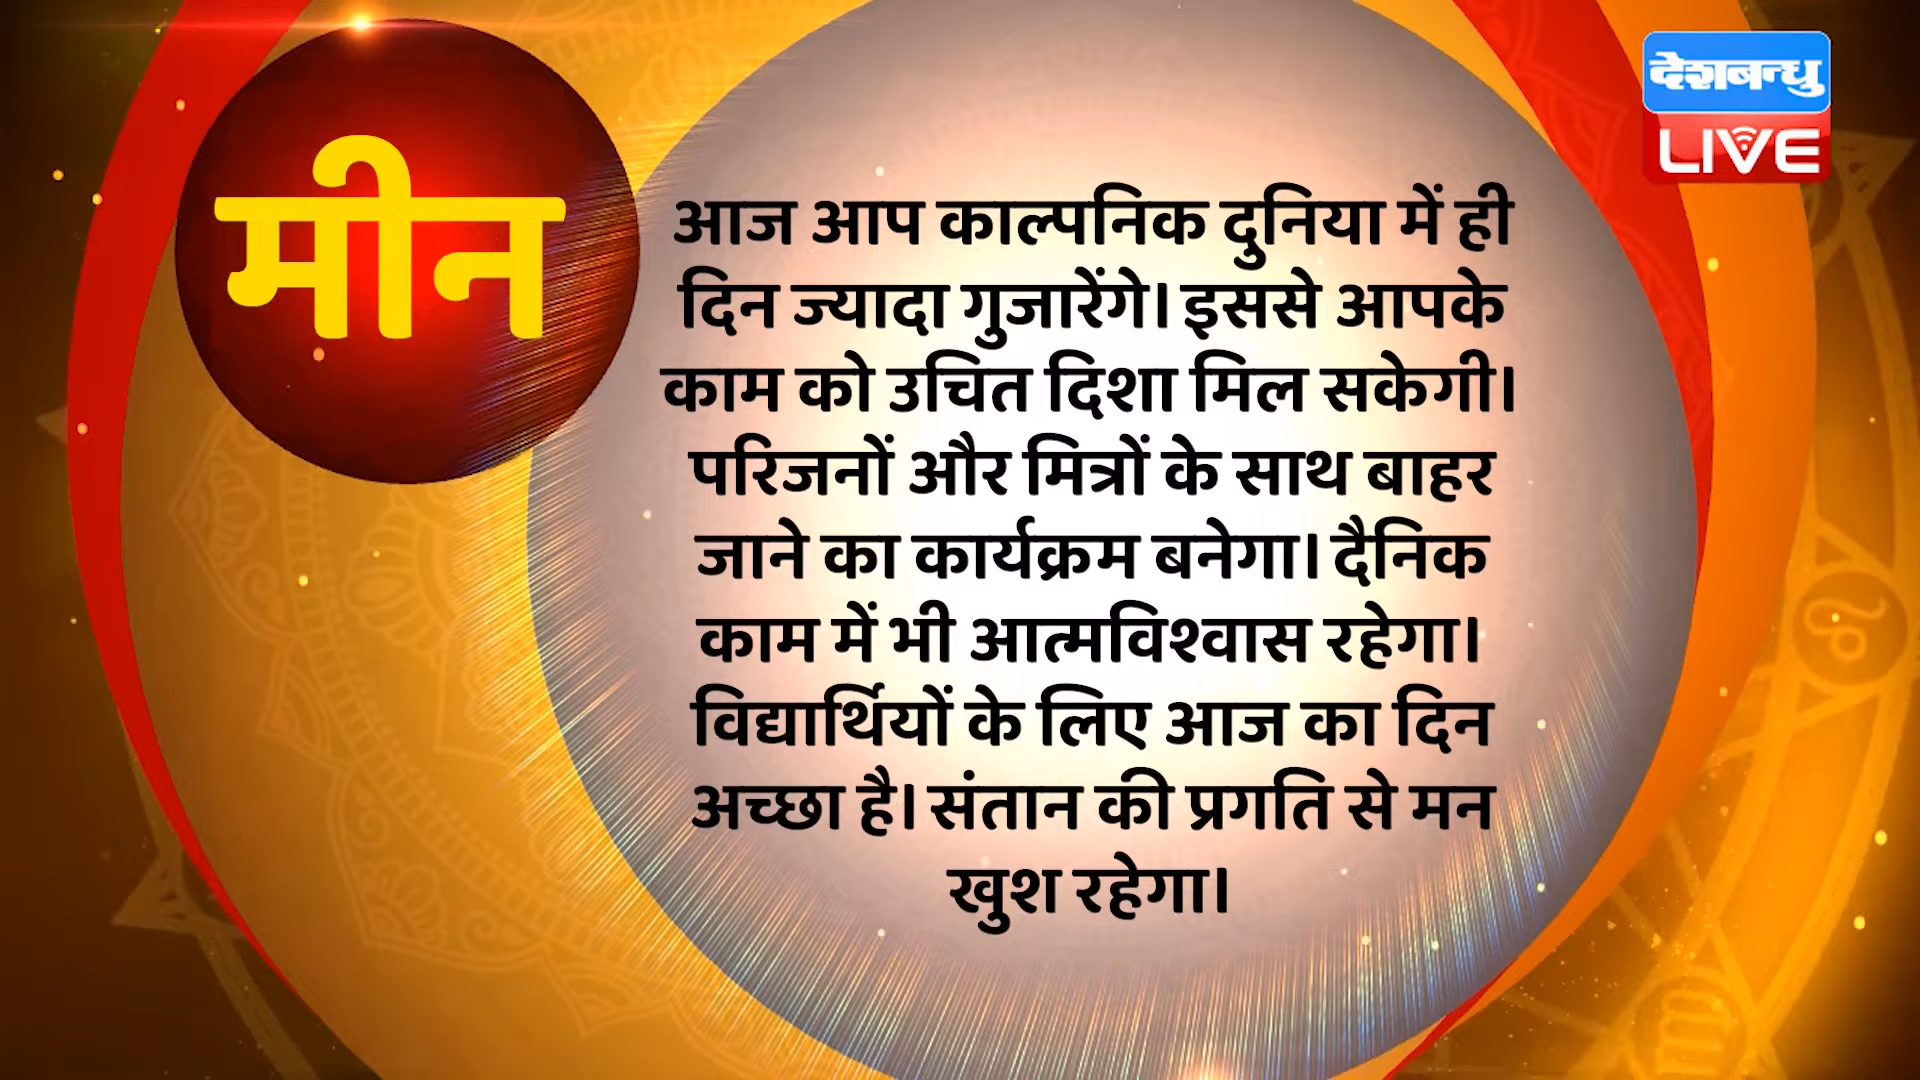 मीन
देशबन्धु
LIVE
आज आप काल्पनिक दुनिया में ही
दिन ज्यादा गुजारेंगे। इससे आपके
काम को उचित दिशा मिल सकेगी।
परिजनों और मित्रों के साथ बाहर
जाने का कार्यक्रम बनेगा। दैनिक
काम में भी आत्मविश्वास रहेगा।
विद्यार्थियों के लिए आज का दिन
अच्छा है। संतान की प्रगति से मन
खुश रहेगा।